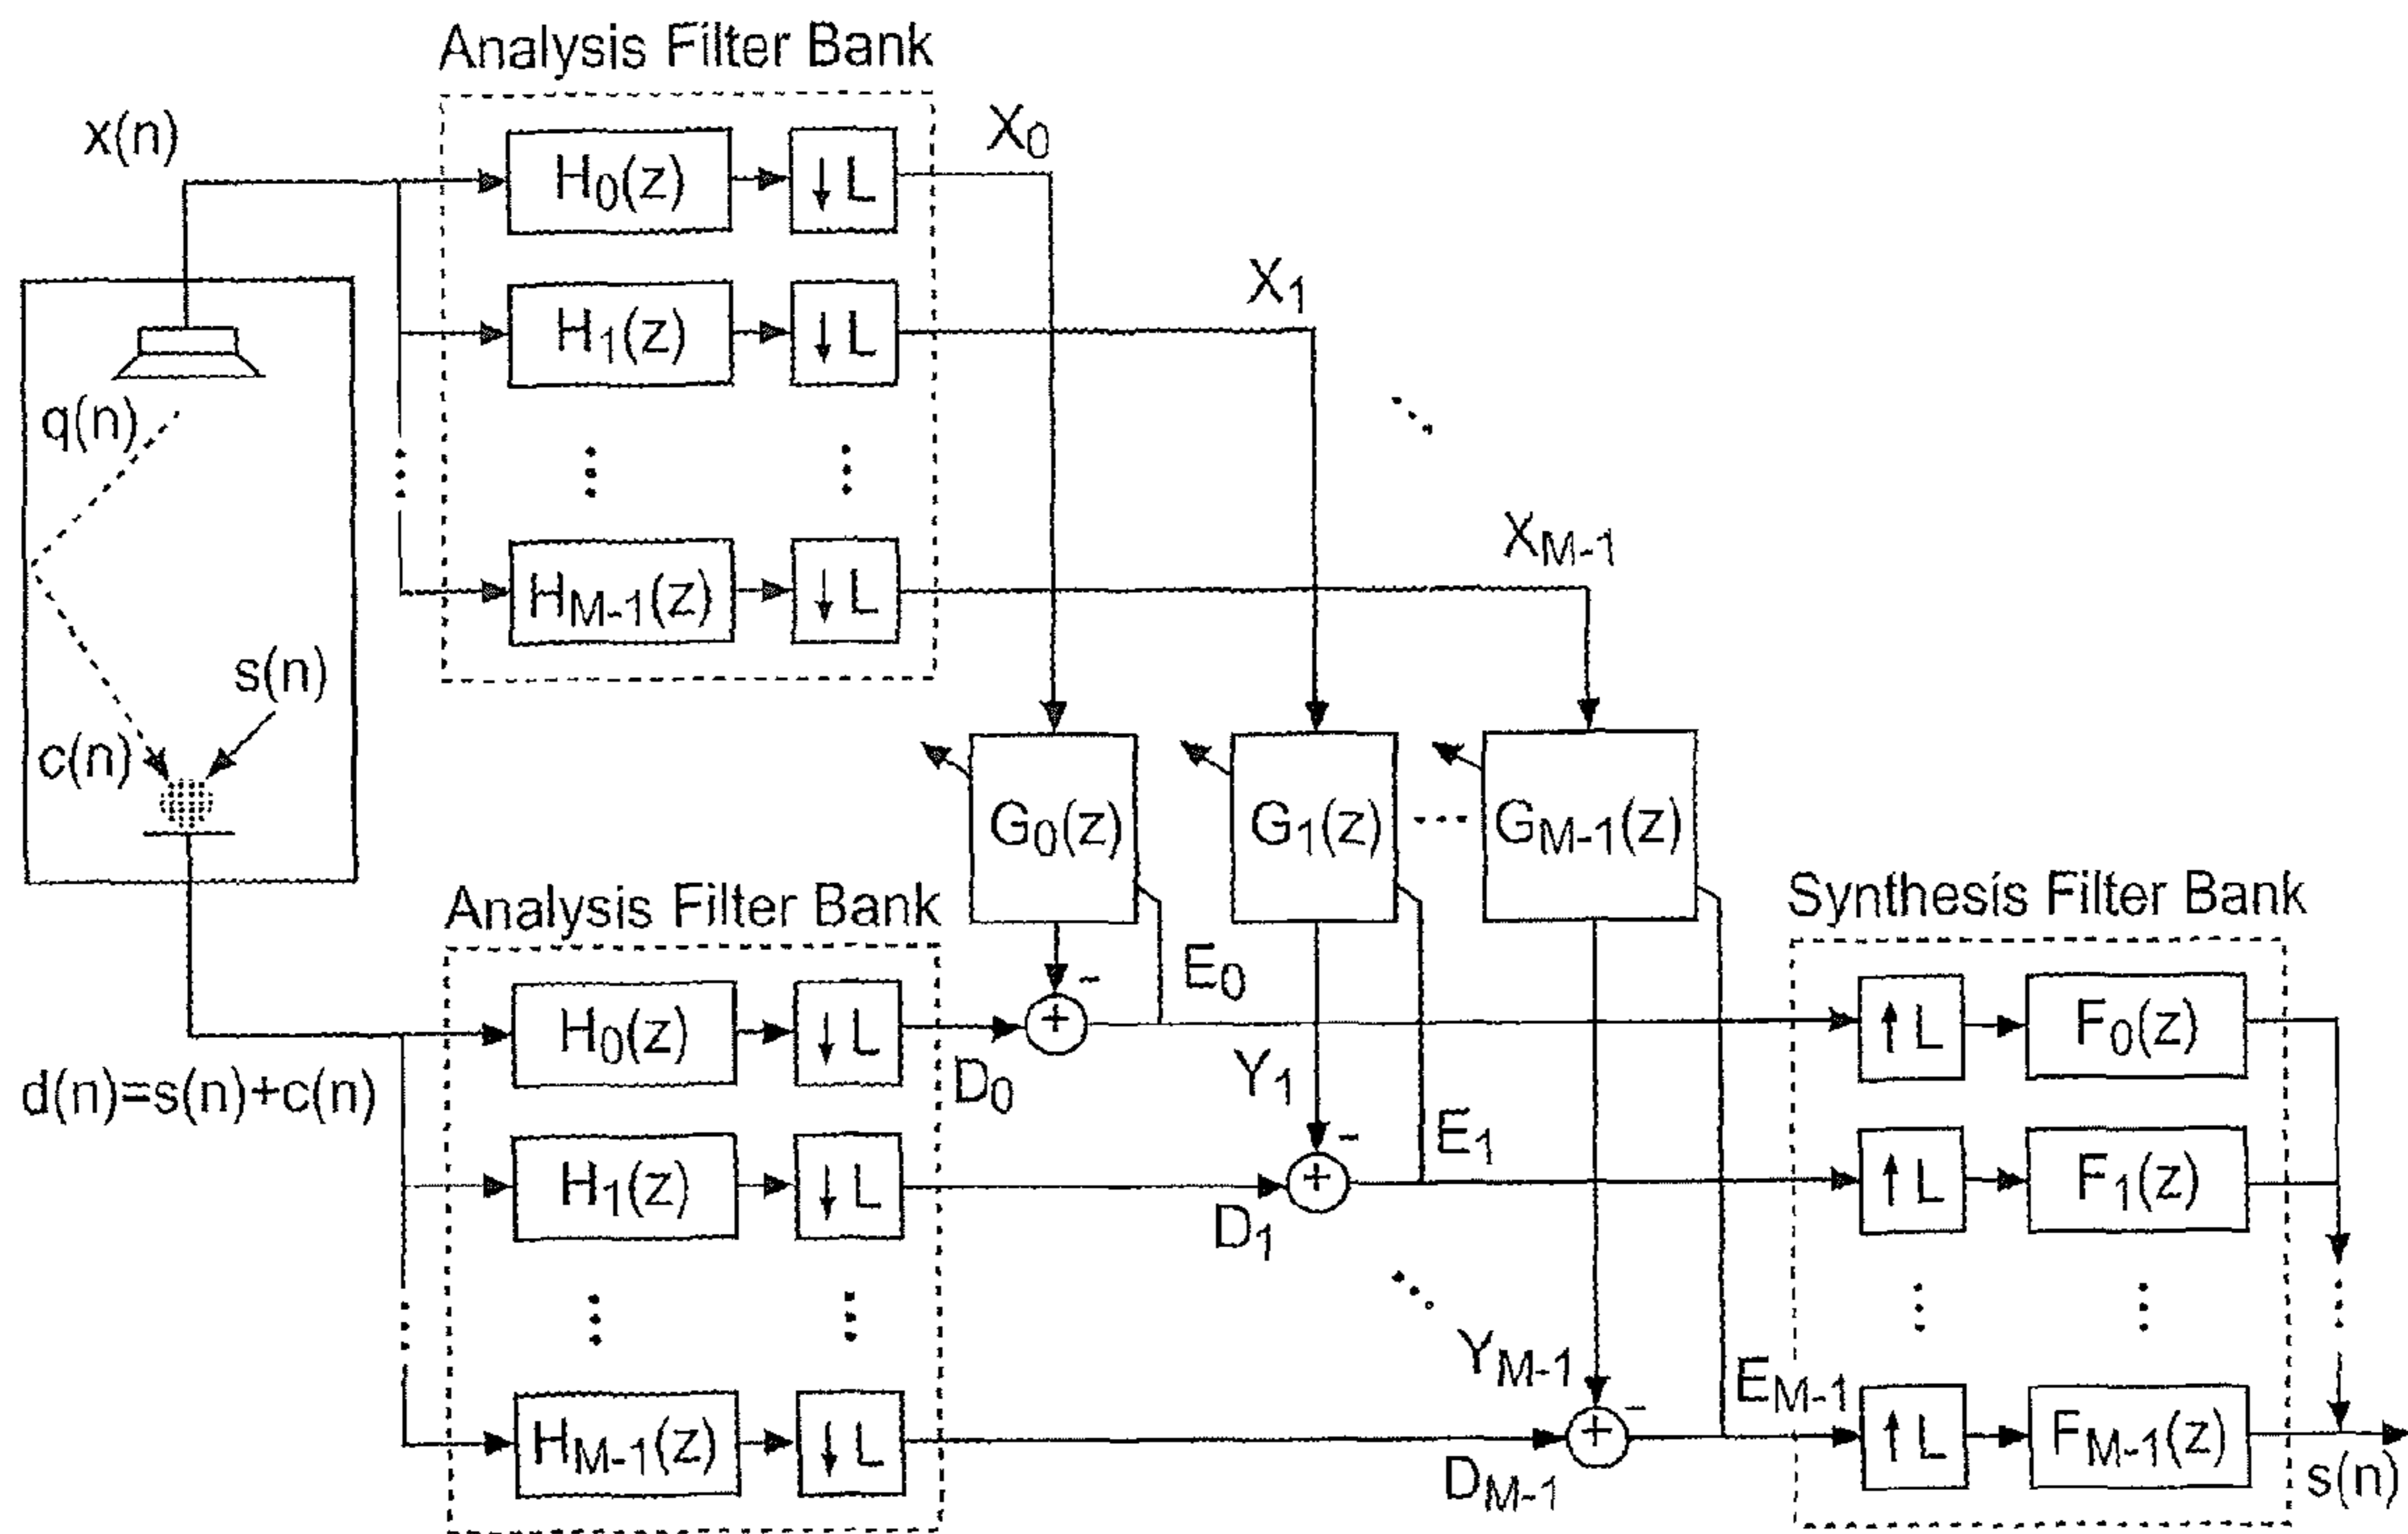 Analysis Filter Bank
x(n)
H0(z)
↓ L
X0
H1(z)
↓ L
X1
q(n)
HM-1(z)
↓ L
XM-1
s(n)
c(n)
G0(z)
G1(z)
...
GM-1(z)
Analysis Filter Bank
Synthesis Filter Bank
-
E0
H0(z)
↓ L
+
D0
↑ L
F0(z)
d(n)=s(n)+c(n)
Y1
-
E1
H1(z)
↓ L
+
D1
↑ L
F1(z)
YM-1
-
EM-1
HM-1(z)
↓ L
+
DM-1
↑ L
FM-1(z)
s(n)